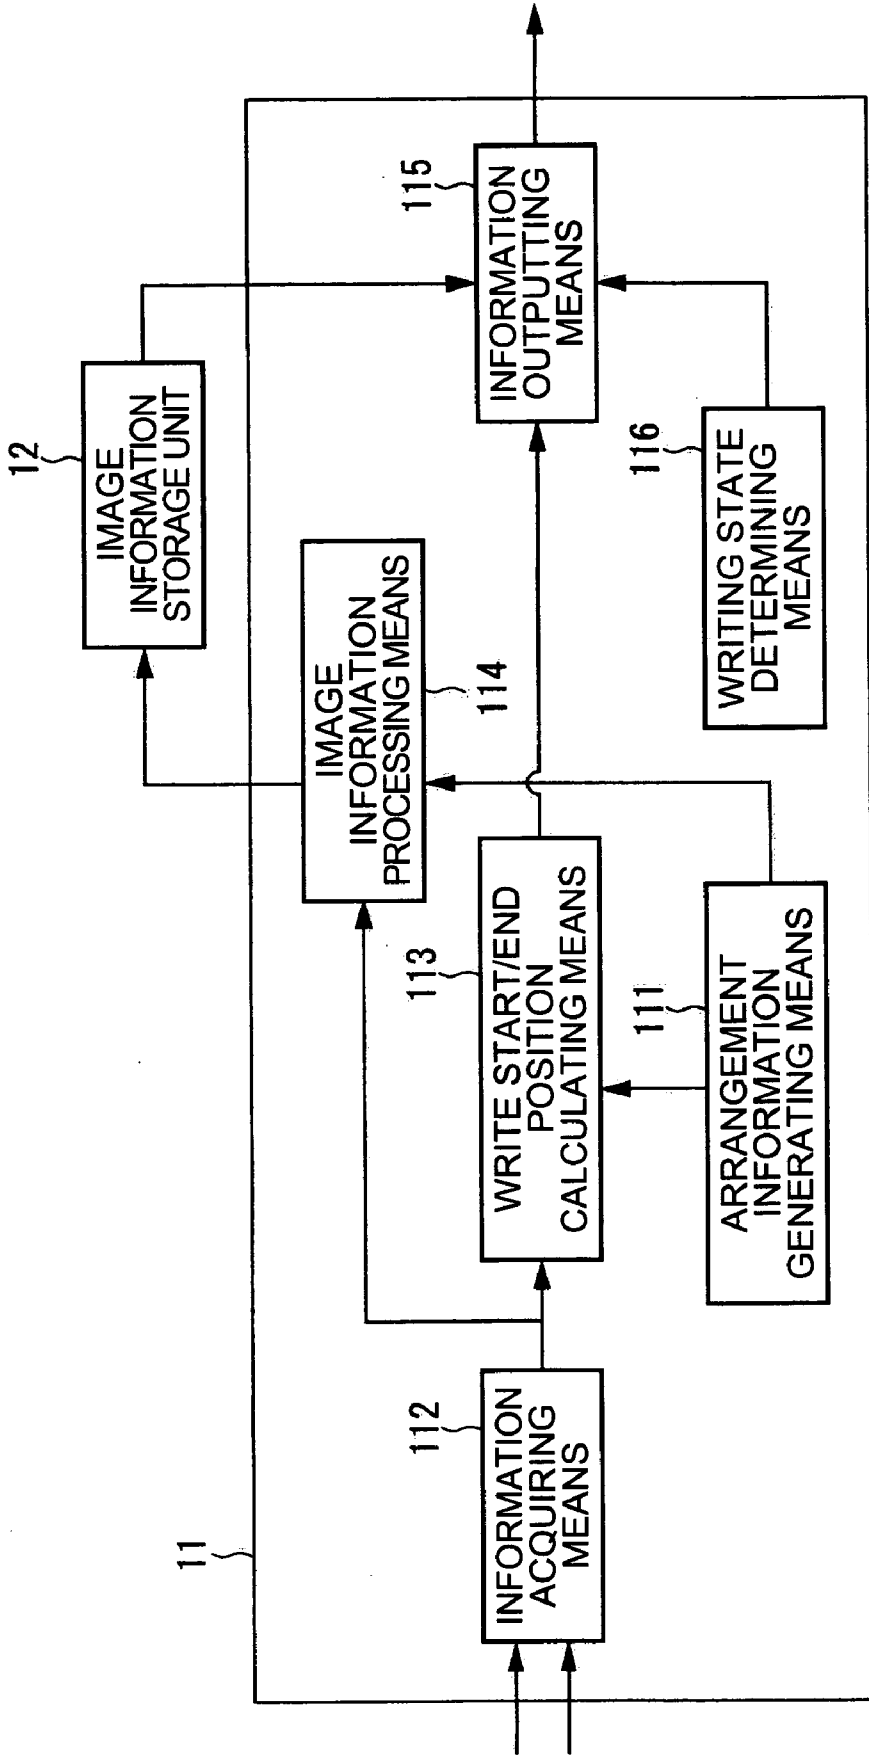 12
IMAGE
INFORMATION
STORAGE UNIT
11
IMAGE
INFORMATION
PROCESSING MEANS
114
112
INFORMATION
ACQUIRING
MEANS
113
WRITE START/END
POSITION
CALCULATING MEANS
115
INFORMATION
OUTPUTTING
MEANS
111
ARRANGEMENT
INFORMATION
GENERATING MEANS
116
WRITING STATE
DETERMINING
MEANS